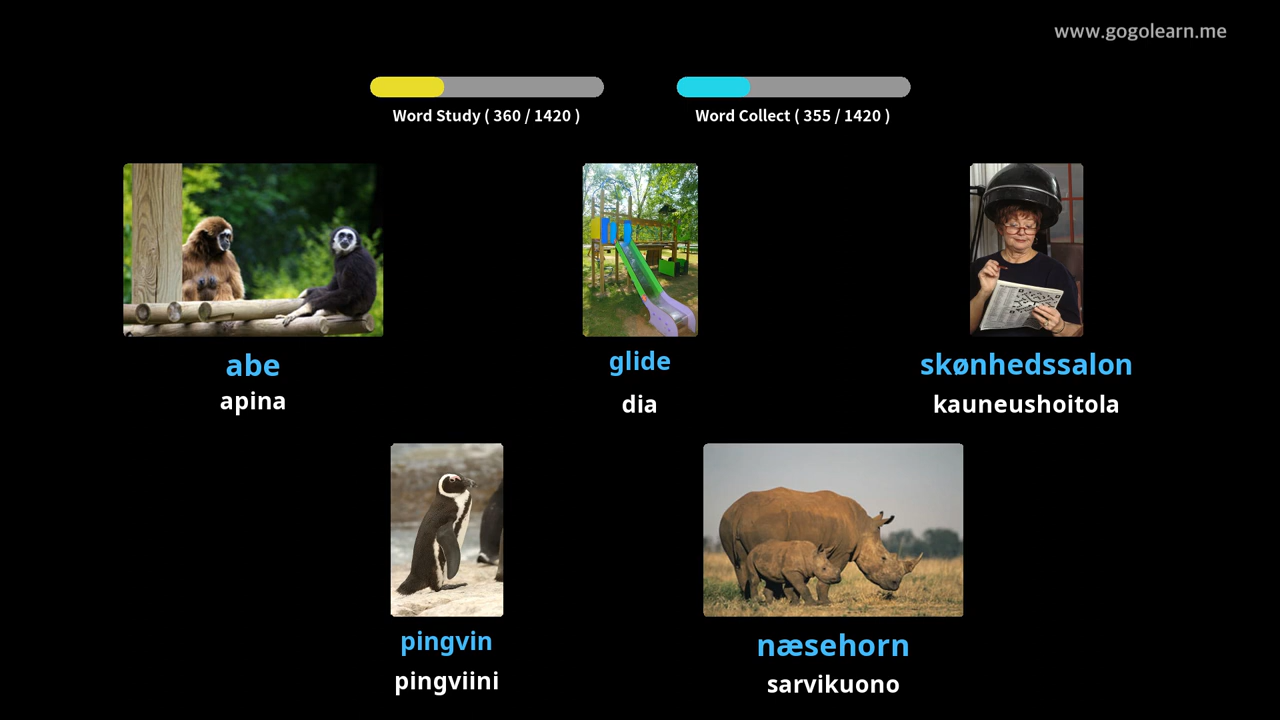 www.gogolearn.me
Word Study ( 360 / 1420 )
Word Collect ( 355 / 1420 )
abe
apina
glide
dia
skønhedssalon
kauneushoitola
pingvin
pingviini
næsehorn
sarvikuono